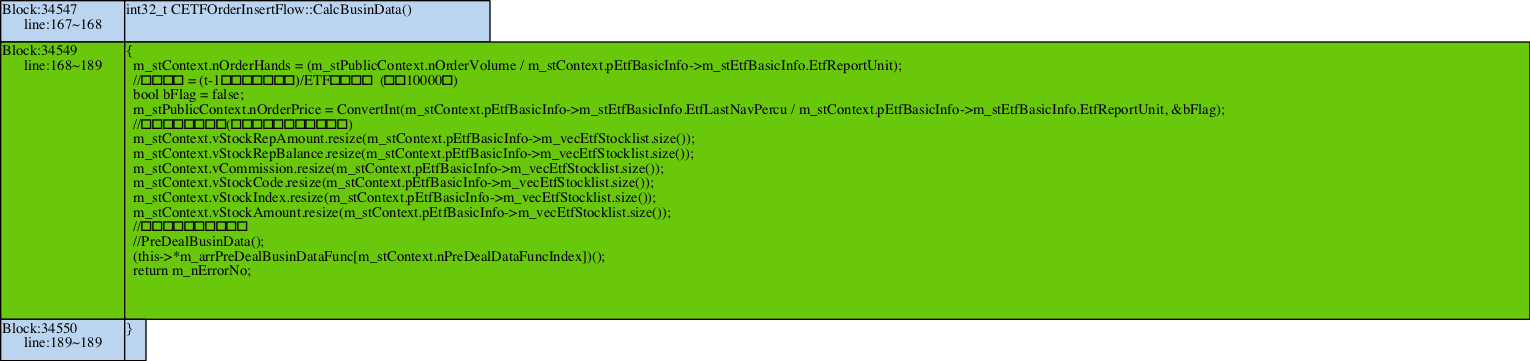 Block:34547
line:167~168
int32_t CETFOrderInsertFlow::CalcBusinData()
Block:34549
line:168~189
{
m_stContext.nOrderHands = (m_stPublicContext.nOrderVolume / m_stContext.pEtfBasicInfo->m_stEtfBasicInfo.EtfReportUnit);
//□□□□ = (t-1□□□□□□□)/ETF□□□□ (□□10000□)
bool bFlag = false;
m_stPublicContext.nOrderPrice = ConvertInt(m_stContext.pEtfBasicInfo->m_stEtfBasicInfo.EtfLastNavPercu / m_stContext.pEtfBasicInfo->m_stEtfBasicInfo.EtfReportUnit, &bFlag);
//□□□□□□□□(□□□□□□□□□□□)
m_stContext.vStockRepAmount.resize(m_stContext.pEtfBasicInfo->m_vecEtfStocklist.size());
m_stContext.vStockRepBalance.resize(m_stContext.pEtfBasicInfo->m_vecEtfStocklist.size());
m_stContext.vCommission.resize(m_stContext.pEtfBasicInfo->m_vecEtfStocklist.size());
m_stContext.vStockCode.resize(m_stContext.pEtfBasicInfo->m_vecEtfStocklist.size());
m_stContext.vStockIndex.resize(m_stContext.pEtfBasicInfo->m_vecEtfStocklist.size());
m_stContext.vStockAmount.resize(m_stContext.pEtfBasicInfo->m_vecEtfStocklist.size());
//□□□□□□□□□□
//PreDealBusinData();
(this->*m_arrPreDealBusinDataFunc[m_stContext.nPreDealDataFuncIndex])();
return m_nErrorNo;
Block:34550
line:189~189
}